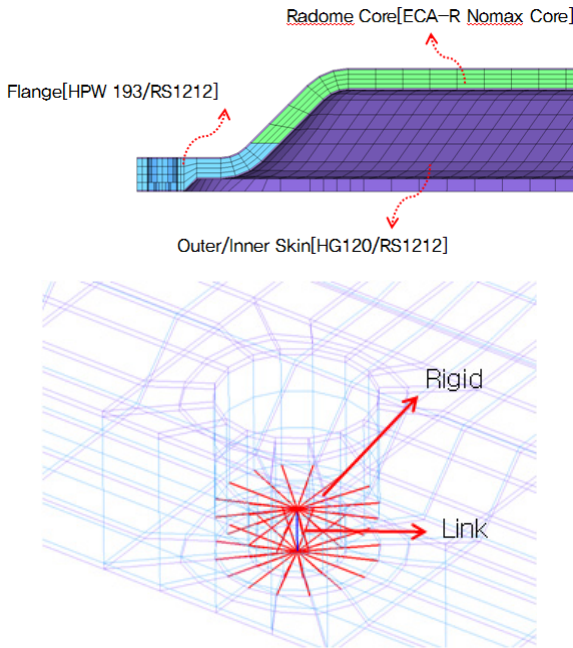 Radome Core[ECA-R Nomax Core]
Flange[HPW 193/RS1212]
Outer/Inner Skin[HG120/RS1212]
Rigid
Link